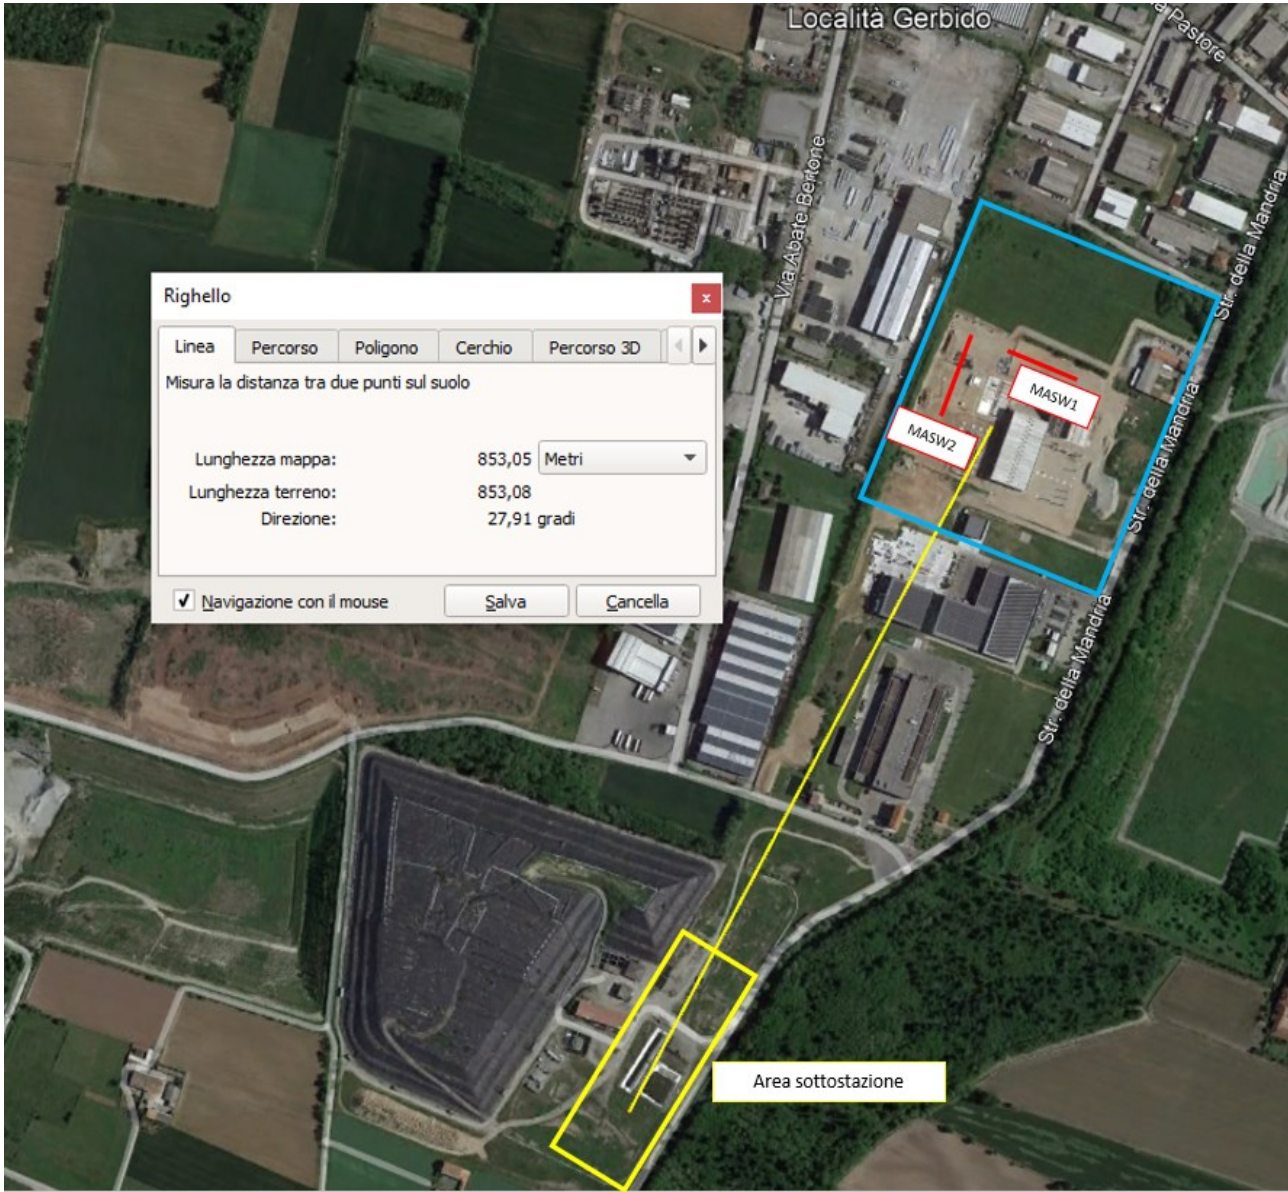 Località Gerbido
a Pastore
Via Abate Bertone
Str. della Mandria
Righello
x
Linea
Percorso
Poligono
Cerchio
Percorso 3D
Misura la distanza tra due punti sul suolo
MASW1
MASW2
Lunghezza mappa: 853,05 Metri
Lunghezza terreno: 853,08
Direzione: 27,91 gradi
Str. della Mandria
Navigazione con il mouse
Salva
Cancella
Str. della Mandria
Area sottostazione